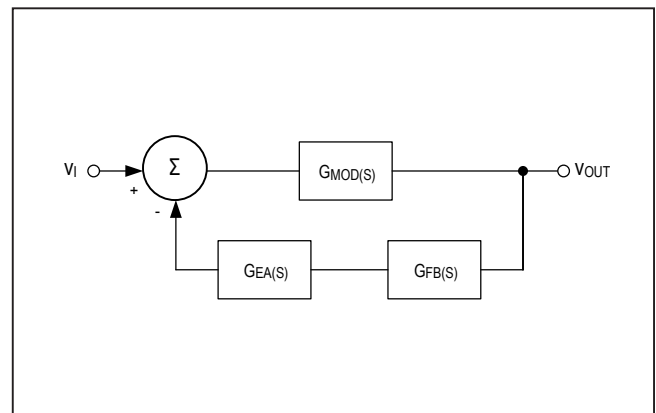 VI
+
-
Σ
GMOD(S)
VOUT
GEA(S)
GFB(S)